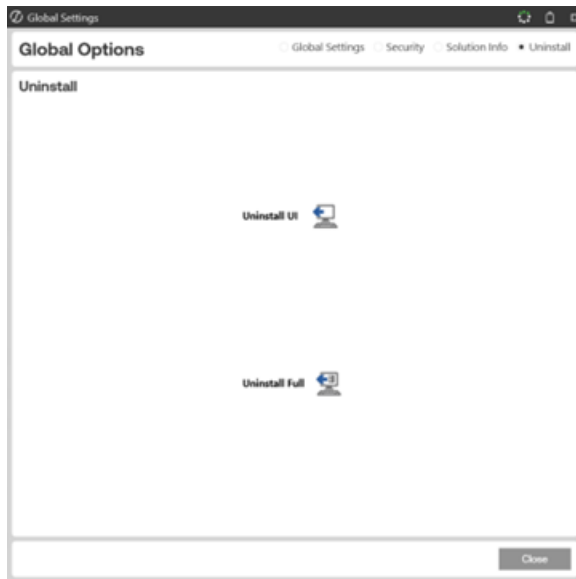 Global Settings
Global Options
Global Settings Security Solution Info Uninstall
Uninstall
Uninstall UI
Uninstall Full
Close